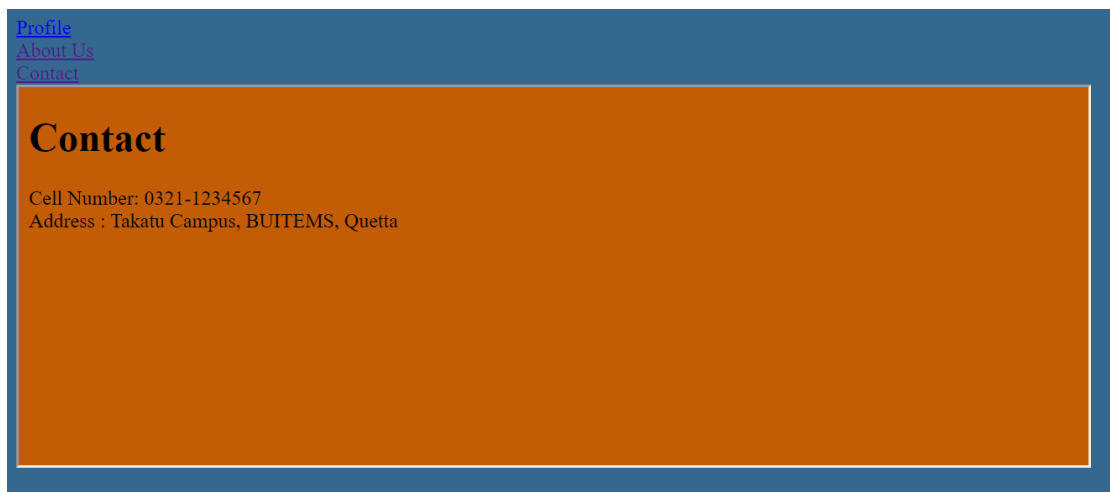 Profile
About Us
Contact
Contact
Cell Number: 0321-1234567
Address : Takatu Campus, BUITEMS, Quetta